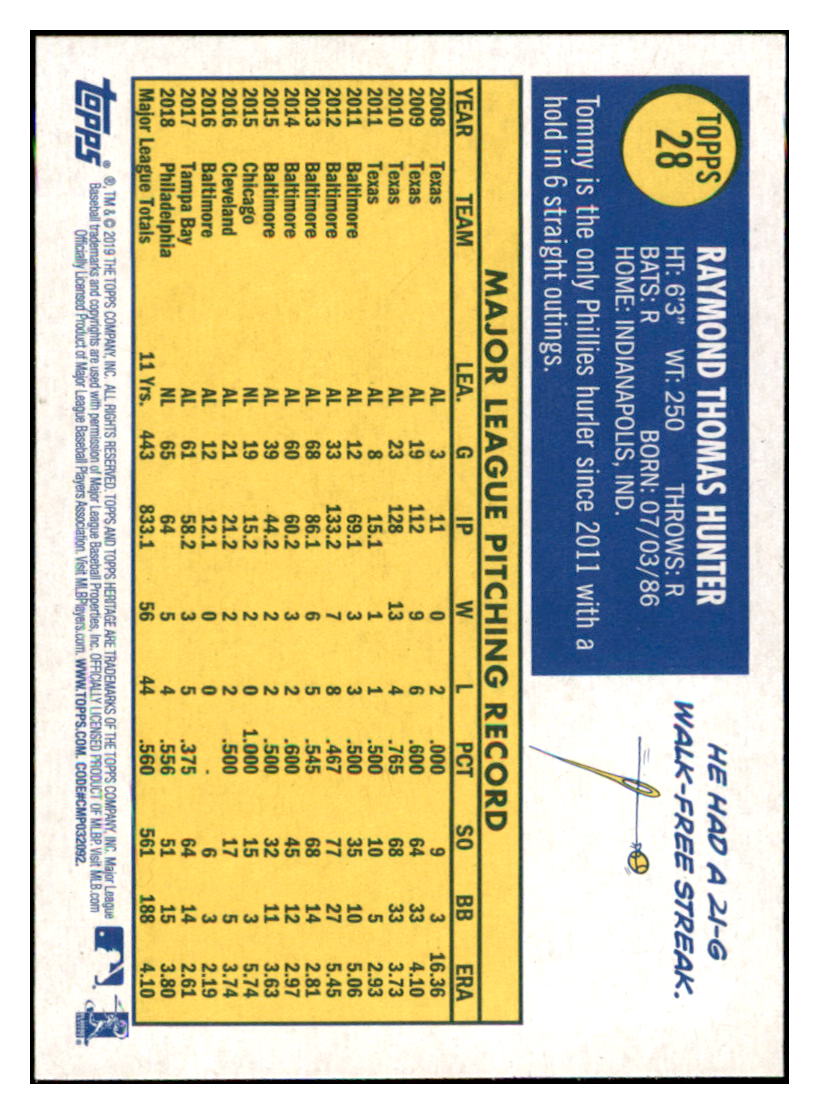 TOPPS
28
RAYMOND THOMAS HUNTER
HT: 6'3" WT: 250 THROWS: R
BATS: R BORN: 07/03/86
HOME: INDIANAPOLIS, IND.
Tommy is the only Phillies hurler since 2011 with a
hold in 6 straight outings.
HE HAD A 21-G
WALK-FREE STREAK.
MAJOR LEAGUE PITCHING RECORD
YEAR TEAM LEA. G IP W L PCT SO BB ERA
2008 Texas AL 3 11 0 2 .000 9 3 16.36
2009 Texas AL 19 112 9 6 .600 64 33 4.10
2010 Texas AL 23 128 13 4 .765 68 33 3.73
2011 Texas AL 8 15.1 1 1 .500 10 5 2.93
2011 Baltimore AL 12 69.1 3 3 .500 35 10 5.06
2012 Baltimore AL 33 133.2 7 8 .467 77 27 5.45
2013 Baltimore AL 68 86.1 6 5 .545 68 14 2.81
2014 Baltimore AL 60 60.2 3 2 .600 45 12 2.97
2015 Baltimore AL 39 44.2 2 2 .500 32 11 3.63
2015 Chicago NL 19 15.2 2 0 1.000 15 3 5.74
2016 Cleveland AL 21 21.2 2 2 .500 17 5 3.74
2016 Baltimore AL 12 12.1 0 0 . 6 3 2.19
2017 Tampa Bay AL 61 58.2 3 5 .375 64 14 2.61
2018 Philadelphia NL 65 64 5 4 .556 51 15 3.80
Major League Totals 11 Yrs. 443 833.1 56 44 .560 561 188 4.10
topps®
®, TM & © 2019 THE TOPPS COMPANY, INC. ALL RIGHTS RESERVED. TOPPS AND TOPPS HERITAGE ARE TRADEMARKS OF THE TOPPS COMPANY, INC. Major League
Baseball trademarks and copyrights are used with permission of Major League Baseball Properties, Inc. OFFICIALLY LICENSED PRODUCT OF MLBP. Visit MLB.com
Officially Licensed Product of Major League Baseball Players Association. Visit MLBPlayers.com. WWW.TOPPS.COM. CODE#CMP032092.